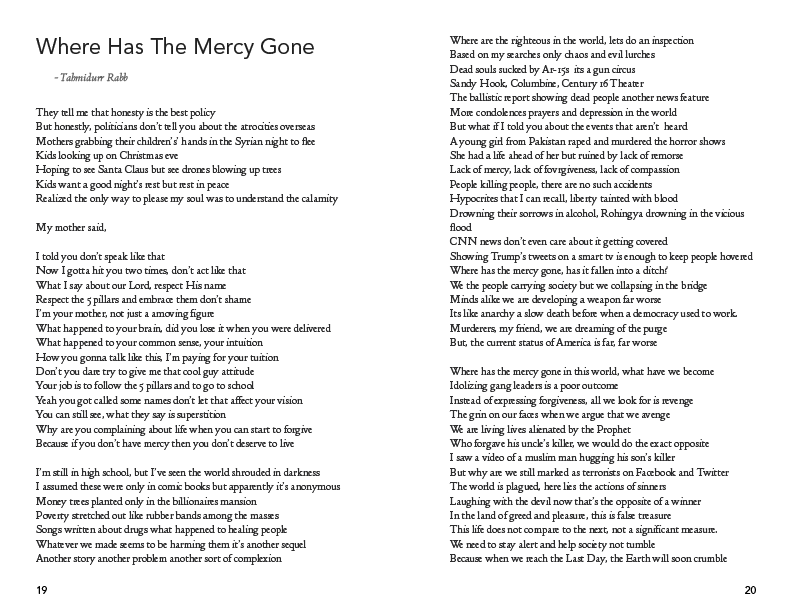 Where Has The Mercy Gone
- Tahmidurr Rabb
They tell me that honesty is the best policy
But honestly, politicians don't tell you about the atrocities overseas
Mothers grabbing their children's' hands in the Syrian night to flee
Kids looking up on Christmas eve
Hoping to see Santa Claus but see drones blowing up trees
Kids want a good night's rest but rest in peace
Realized the only way to please my soul was to understand the calamity
My mother said,
I told you don't speak like that
Now I gotta hit you two times, don't act like that
What I say about our Lord, respect His name
Respect the 5 pillars and embrace them don't shame
I'm your mother, not just a amoving figure
What happened to your brain, did you lose it when you were delivered
What happened to your common sense, your intuition
How you gonna talk like this, I'm paying for your tuition
Don't you dare try to give me that cool guy attitude
Your job is to follow the 5 pillars and to go to school
Yeah you got called some names don't let that affect your vision
You can still see, what they say is superstition
Why are you complaining about life when you can start to forgive
Because if you don't have mercy then you don't deserve to live
I'm still in high school, but I've seen the world shrouded in darkness
I assumed these were only in comic books but apparently it's anonymous
Money trees planted only in the billionaires mansion
Poverty stretched out like rubber bands among the masses
Songs written about drugs what happened to healing people
Whatever we made seems to be harming them it's another sequel
Another story another problem another sort of complexion
19
Where are the righteous in the world, lets do an inspection
Based on my searches only chaos and evil lurches
Dead souls sucked by Ar-15s its a gun circus
Sandy Hook, Columbine, Century 16 Theater
The ballistic report showing dead people another news feature
More condolences prayers and depression in the world
But what if I told you about the events that aren't heard
A young girl from Pakistan raped and murdered the horror shows
She had a life ahead of her but ruined by lack of remorse
Lack of mercy, lack of fovrgiveness, lack of compassion
People killing people, there are no such accidents
Hypocrites that I can recall, liberty tainted with blood
Drowning their sorrows in alcohol, Rohingya drowning in the vicious
flood
CNN news don't even care about it getting covered
Showing Trump's tweets on a smart tv is enough to keep people hovered
Where has the mercy gone, has it fallen into a ditch?
We the people carrying society but we collapsing in the bridge
Minds alike we are developing a weapon far worse
Its like anarchy a slow death before when a democracy used to work.
Murderers, my friend, we are dreaming of the purge
But, the current status of America is far, far worse
Where has the mercy gone in this world, what have we become
Idolizing gang leaders is a poor outcome
Instead of expressing forgiveness, all we look for is revenge
The grin on our faces when we argue that we avenge
We are living lives alienated by the Prophet
Who forgave his uncle's killer, we would do the exact opposite
I saw a video of a muslim man hugging his son's killer
But why are we still marked as terrorists on Facebook and Twitter
The world is plagued, here lies the actions of sinners
Laughing with the devil now that's the opposite of a winner
In the land of greed and pleasure, this is false treasure
This life does not compare to the next, not a significant measure.
We need to stay alert and help society not tumble
Because when we reach the Last Day, the Earth will soon crumble
20